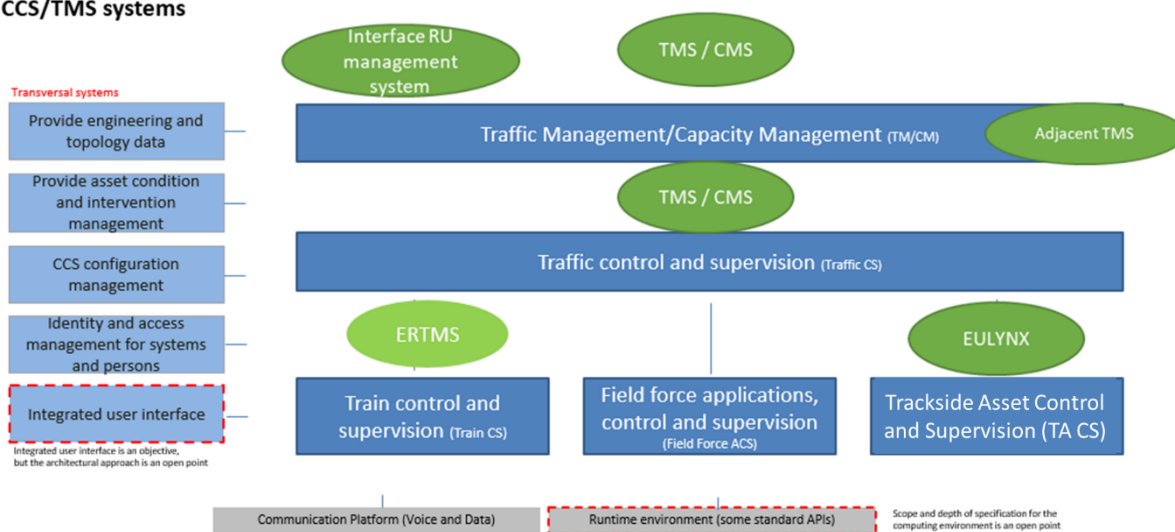 CCS/TMS systems
Interface RU
management
system
TMS / CMS
Transversal systems
Provide engineering and
topology data
Traffic Management/Capacity Management (TM/CM)
Adjacent TMS
Provide asset condition
and intervention
management
TMS / CMS
CCS configuration
management
Traffic control and supervision (Traffic CS)
Identity and access
management for systems
and persons
ERTMS
EULYNX
Integrated user interface
Train control and
supervision (Train CS)
Field force applications,
control and supervision
(Field Force ACS)
Trackside Asset Control
and Supervision (TA CS)
Integrated user interface is an objective,
but the architectural approach is an open point
Communication Platform (Voice and Data)
Runtime environment (some standard APIs)
Scope and depth of specification for the
computing environment is an open point